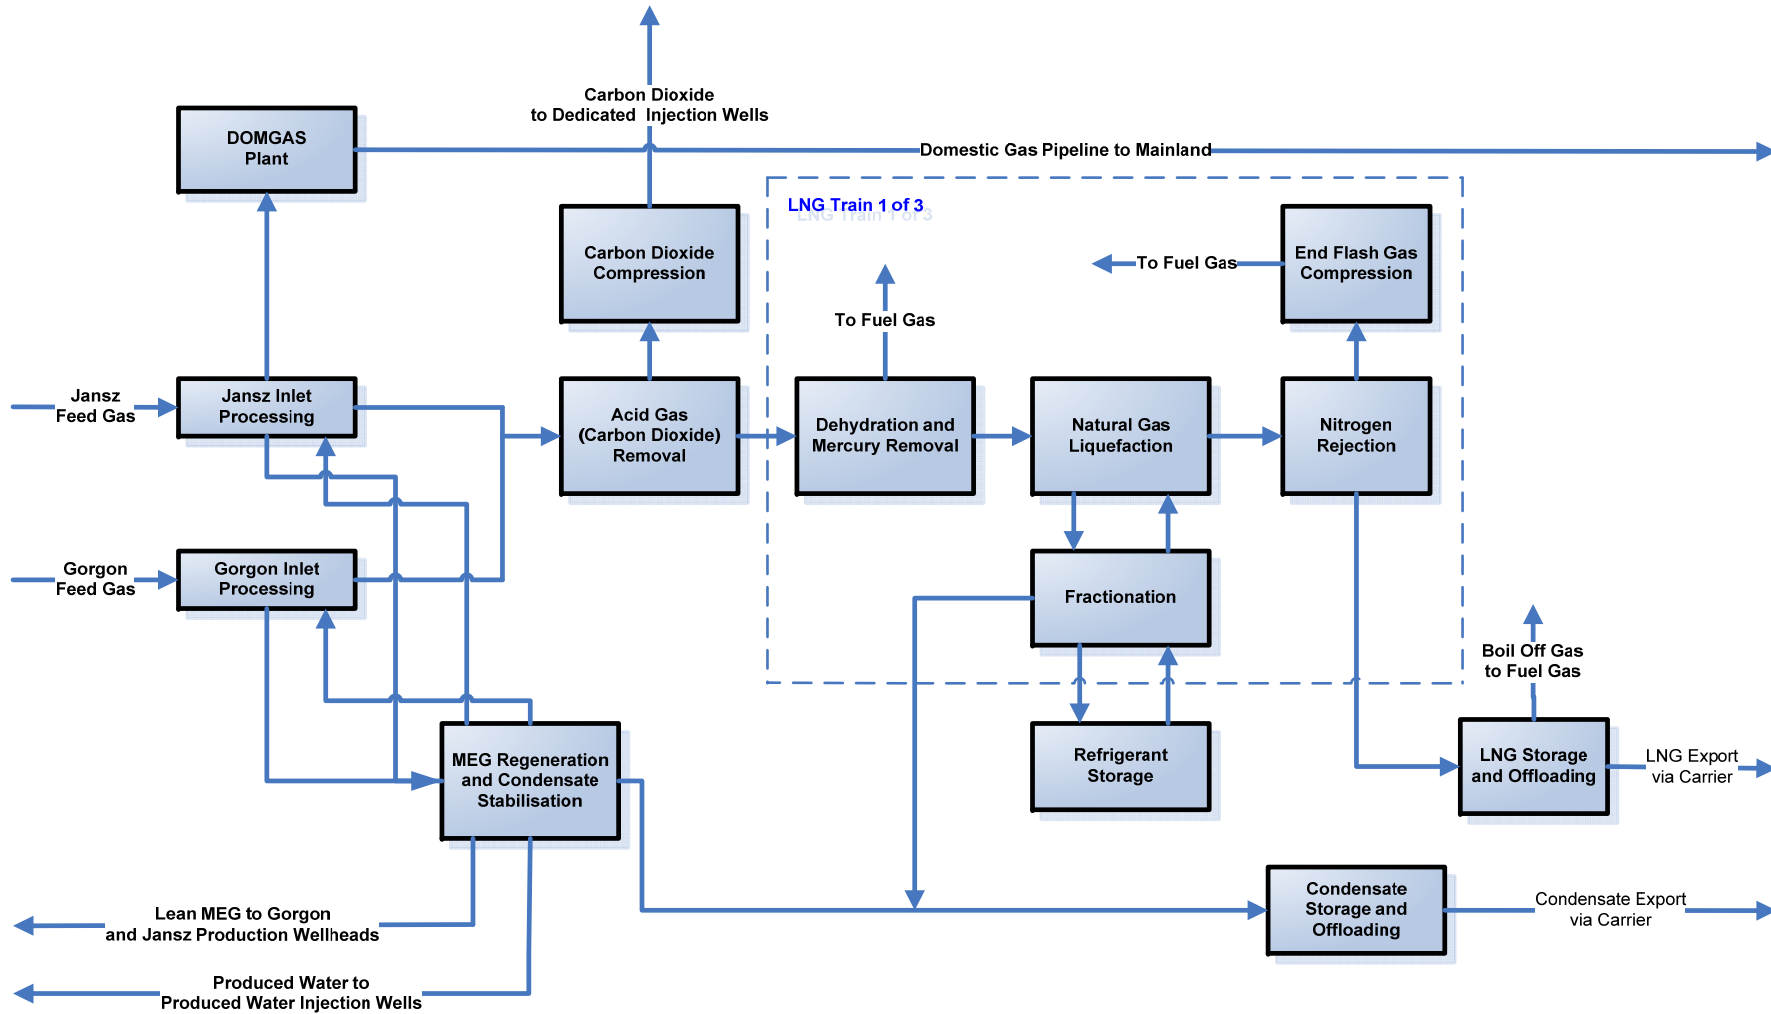 Carbon Dioxide
to Dedicated Injection Wells
DOMGAS
Plant
Domestic Gas Pipeline to Mainland
LNG Train 1 of 3
Carbon Dioxide
Compression
To Fuel Gas
End Flash Gas
Compression
To Fuel Gas
Jansz
Feed Gas
Jansz Inlet
Processing
Acid Gas
(Carbon Dioxide)
Removal
Dehydration and
Mercury Removal
Natural Gas
Liquefaction
Nitrogen
Rejection
Gorgon
Feed Gas
Gorgon Inlet
Processing
Fractionation
Boil Off Gas
to Fuel Gas
MEG Regeneration
and Condensate
Stabilisation
Refrigerant
Storage
LNG Storage
and Offloading
LNG Export
via Carrier
Lean MEG to Gorgon
and Jansz Production Wellheads
Condensate
Storage and
Offloading
Condensate Export
via Carrier
Produced Water to
Produced Water Injection Wells